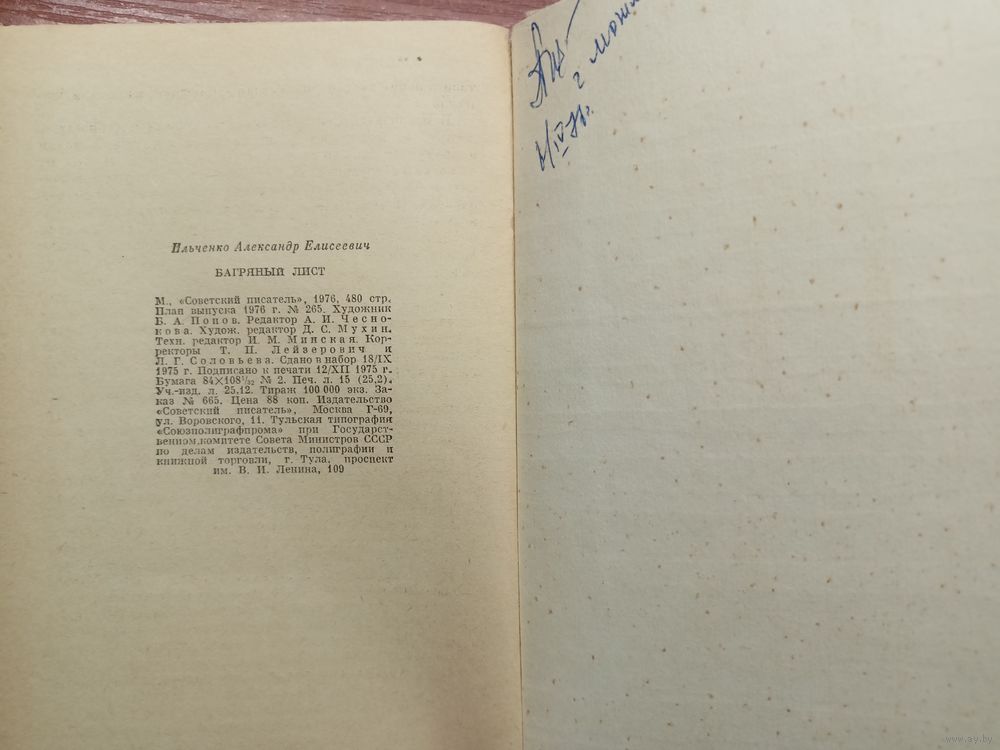 Ильченко Александр Елисеевич
БАГРЯНЫЙ ЛИСТ
М., «Советский писатель», 1976, 480 стр.
План выпуска 1976 г. № 265. Художник
Б. А. Попов. Редактор А. И. Чесно-
кова. Худож. редактор Д. С. Мухин.
Техн. редактор И. М. Минская. Кор-
ректоры Т. П. Лейзерович и
Л. Г. Соловьева. Сдано в набор 18/IX
1975 г. Подписано к печати 12/XII 1975 г.
Бумага 84×108¹/₃₂ № 2. Печ. л. 15 (25,2).
Уч.-изд. л. 25.12. Тираж 100 000 экз. За-
каз № 665. Цена 88 коп. Издательство
«Советский писатель», Москва Г-69,
ул. Воровского, 11. Тульская типография
«Союзполиграфпрома» при Государст-
венном комитете Совета Министров СССР
по делам издательств, полиграфии и
книжной торговли, г. Тула, проспект
им. В. И. Ленина, 109
г
IV
www.ay.by